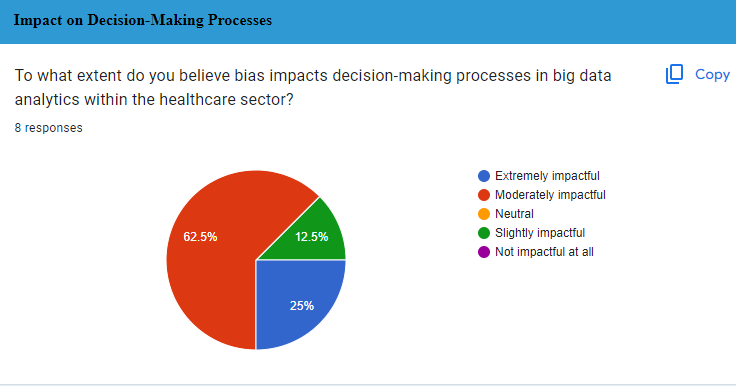 Impact on Decision-Making Processes
To what extent do you believe bias impacts decision-making processes in big data
analytics within the healthcare sector?
Copy
8 responses
62.5%
12.5%
25%
Extremely impactful
Moderately impactful
Neutral
Slightly impactful
Not impactful at all